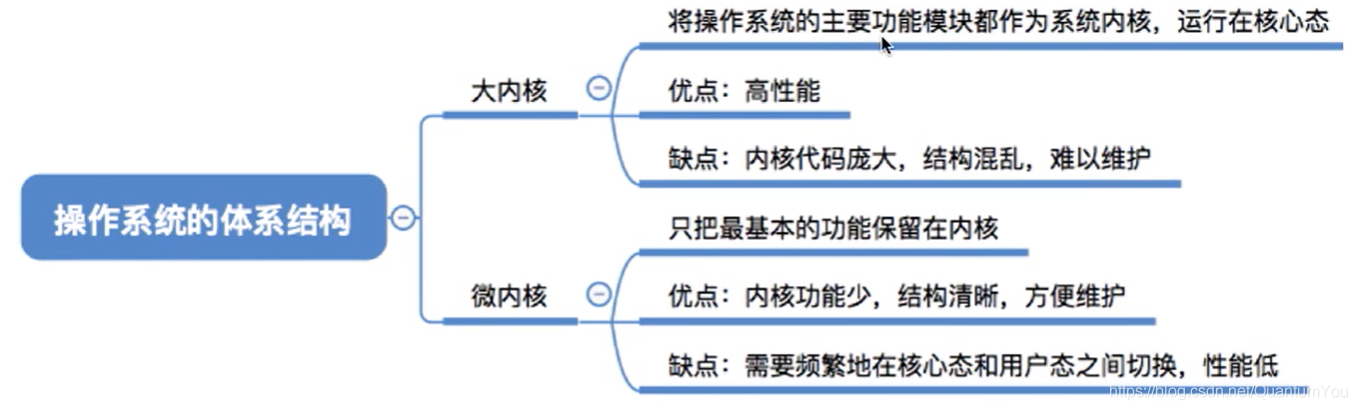 将操作系统的主要功能模块都作为系统内核，运行在核心态
大内核
优点：高性能
缺点：内核代码庞大，结构混乱，难以维护
操作系统的体系结构
只把最基本的功能保留在内核
微内核
优点：内核功能少，结构清晰，方便维护
缺点：需要频繁地在核心态和用户态之间切换，性能低
https://blog.csdn.net/QuantumYou